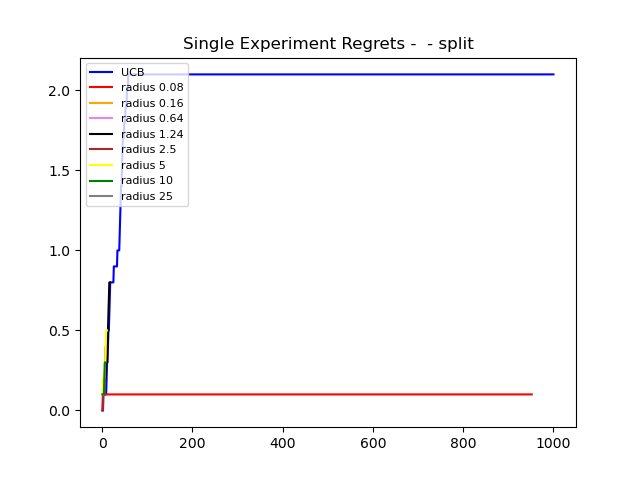 Single Experiment Regrets -  - split
UCB
radius 0.08
radius 0.16
radius 0.64
radius 1.24
radius 2.5
radius 5
radius 10
radius 25
2.0
1.5
1.0
0.5
0.0
0 200 400 600 800 1000